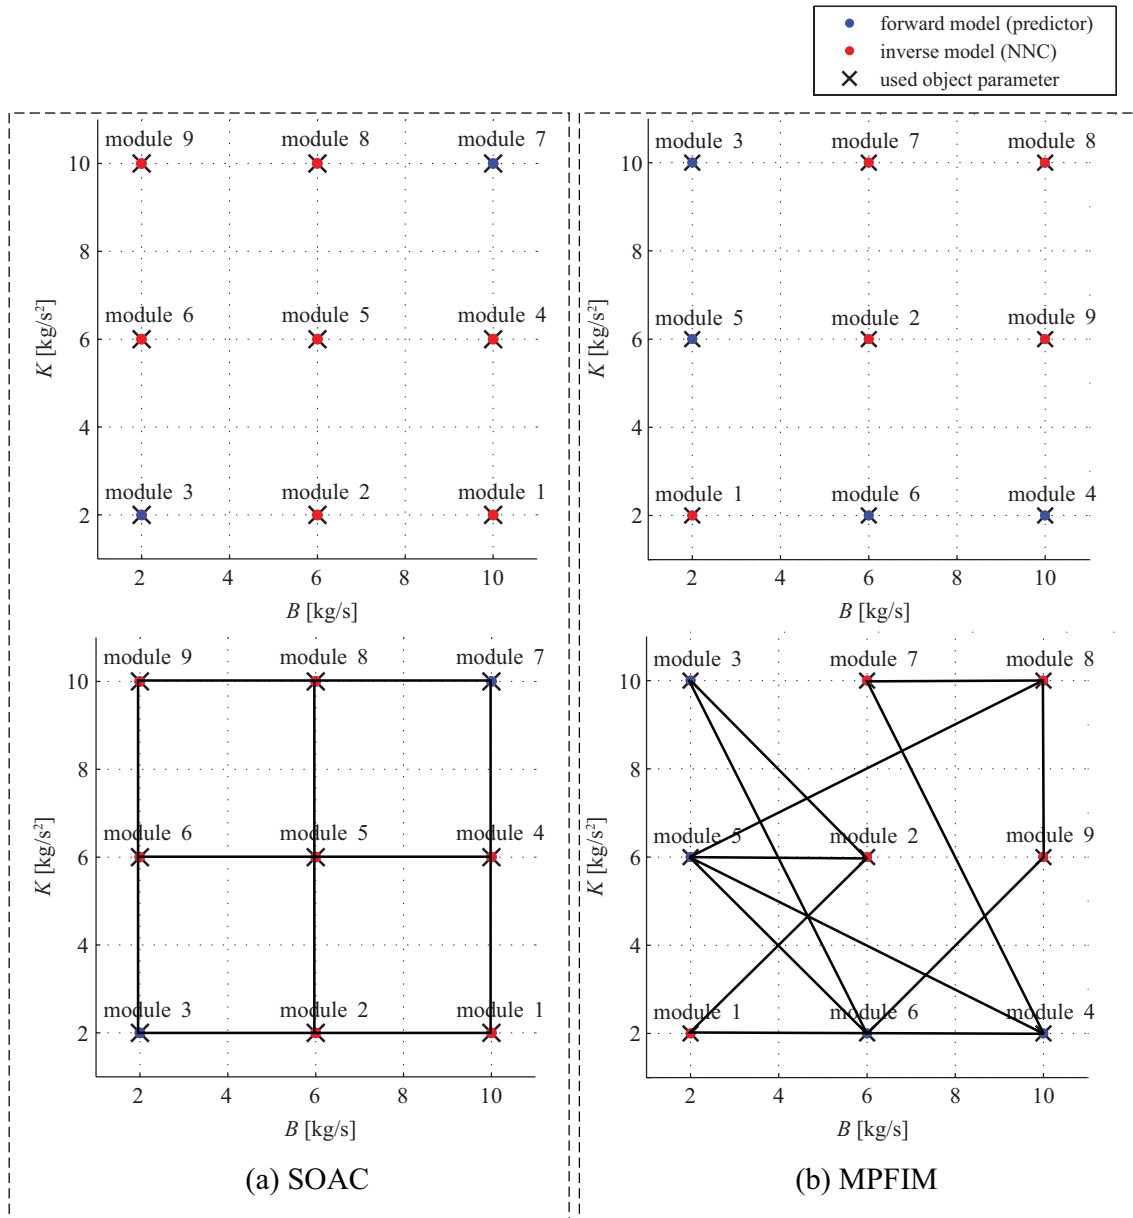 forward model (predictor)
inverse model (NNC)
used object parameter
module 9 module 8 module 7
10
8
module 6 module 5 module 4
6
4
module 3 module 2 module 1
2
K [kg/s²]
2 4 6 8 10
B [kg/s]
module 3 module 7 module 8
10
8
module 5 module 2 module 9
6
4
module 1 module 6 module 4
2
K [kg/s²]
2 4 6 8 10
B [kg/s]
module 9 module 8 module 7
10
8
module 6 module 5 module 4
6
4
module 3 module 2 module 1
2
K [kg/s²]
2 4 6 8 10
B [kg/s]
(a) SOAC
module 3 module 7 module 8
10
8
module 5 module 2 module 9
6
4
module 1 module 6 module 4
2
K [kg/s²]
2 4 6 8 10
B [kg/s]
(b) MPFIM